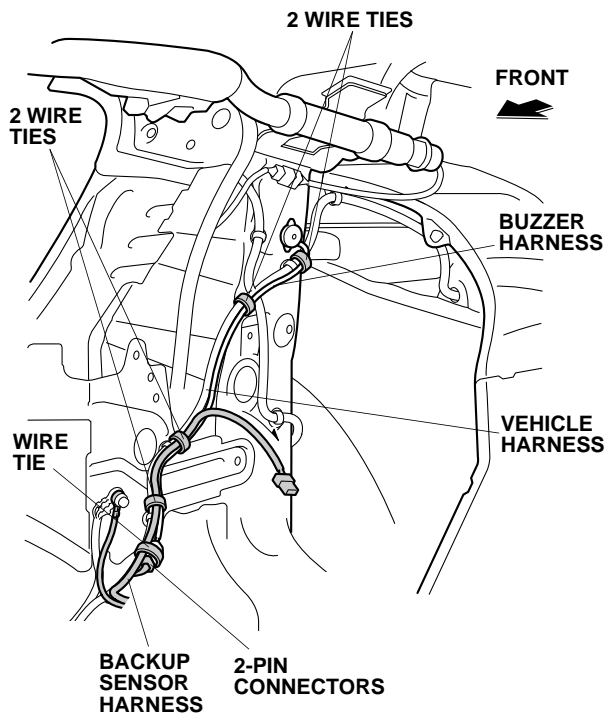 2 WIRE TIES
FRONT
2 WIRE
TIES
BUZZER
HARNESS
VEHICLE
HARNESS
WIRE
TIE
BACKUP
SENSOR
HARNESS
2-PIN
CONNECTORS